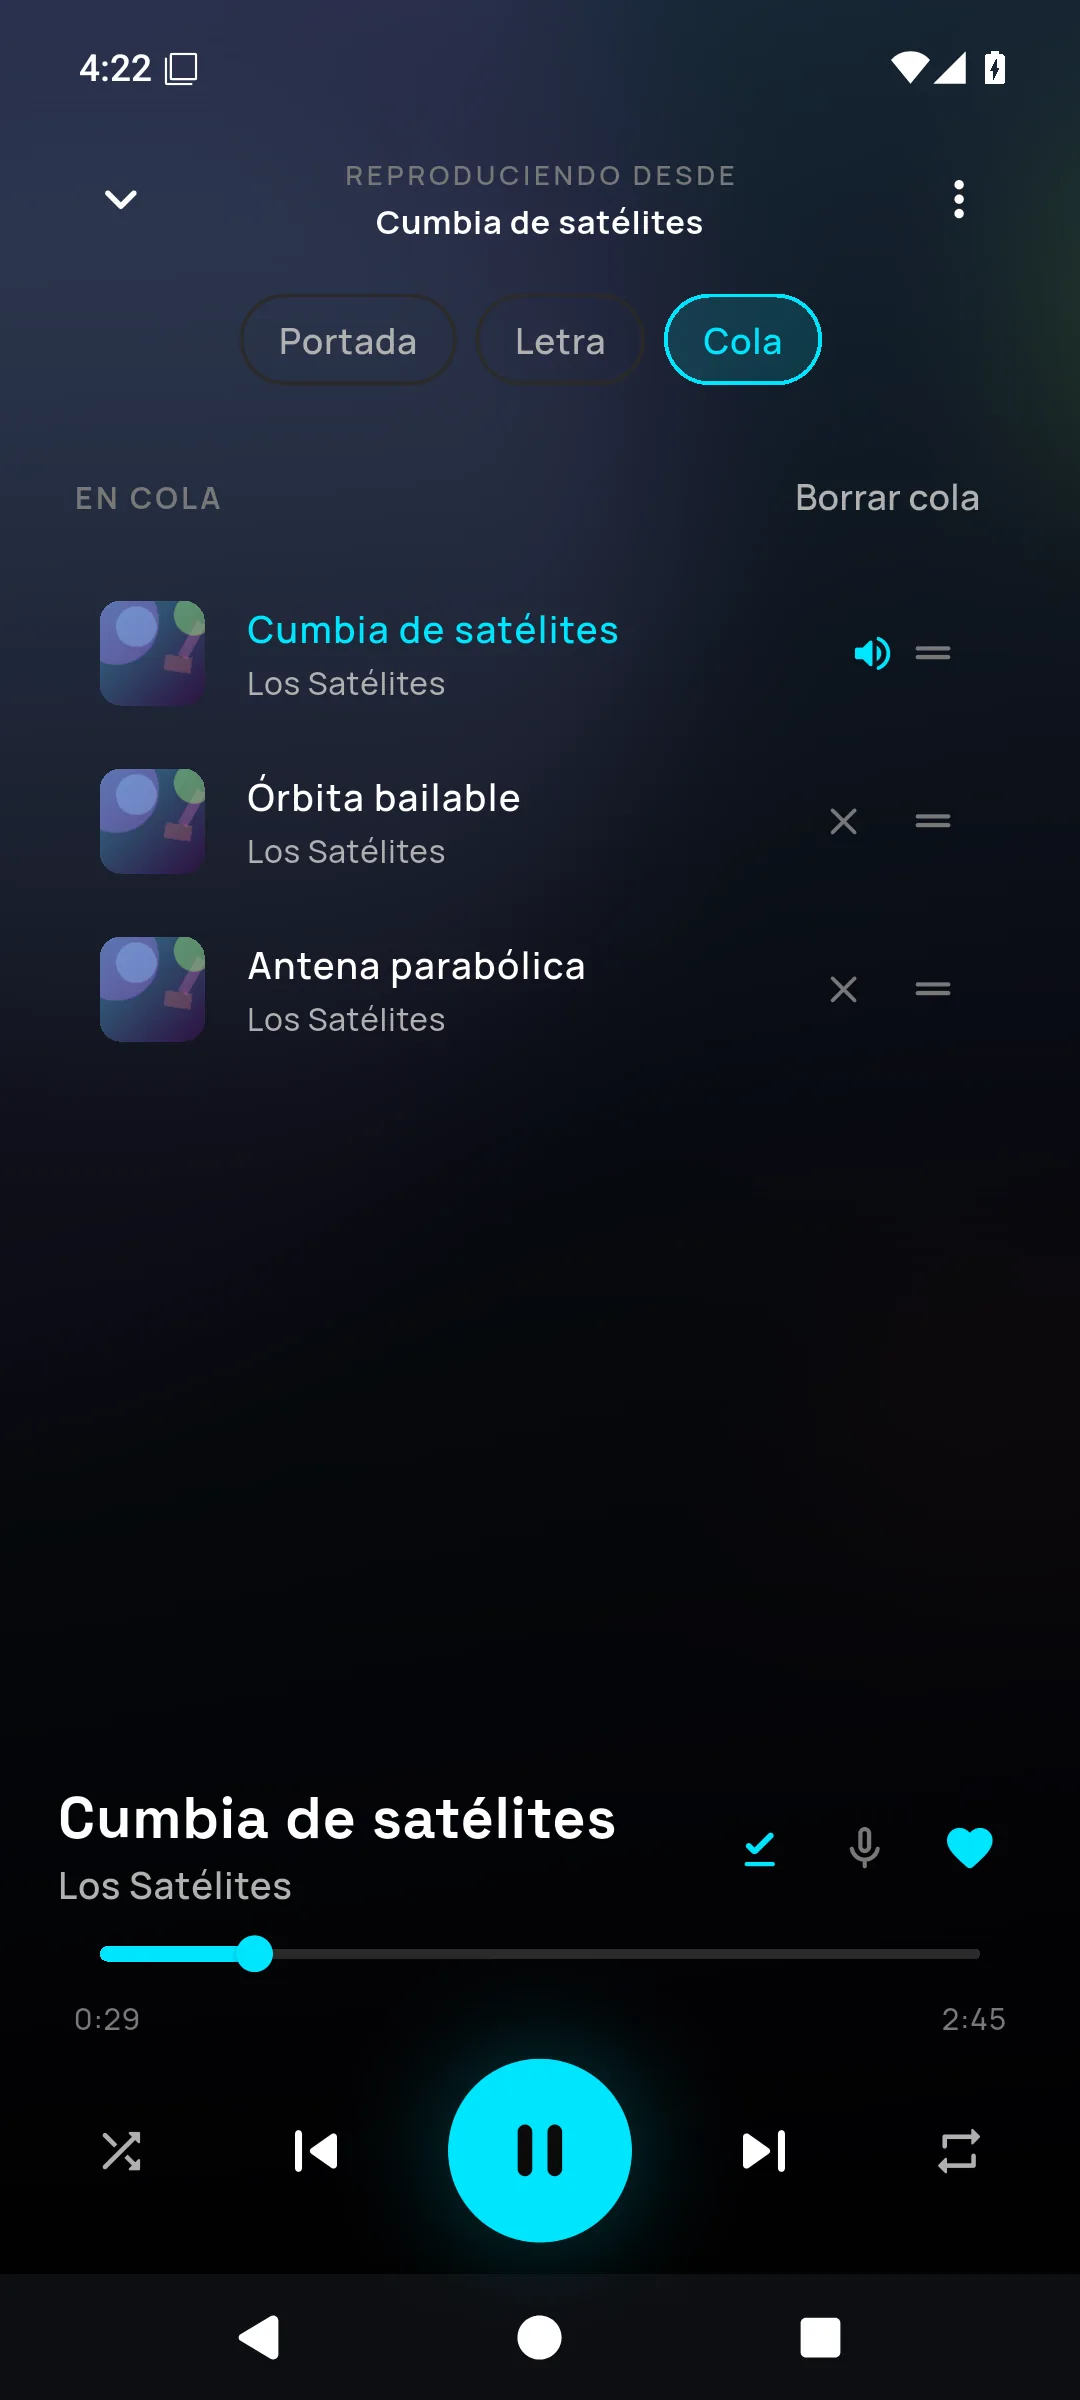 4:22
REPRODUCIENDO DESDE
Cumbia de satélites
Portada
Letra
Cola
EN COLA
Borrar cola
Cumbia de satélites
Los Satélites
Órbita bailable
Los Satélites
Antena parabólica
Los Satélites
Cumbia de satélites
Los Satélites
0:29
2:45